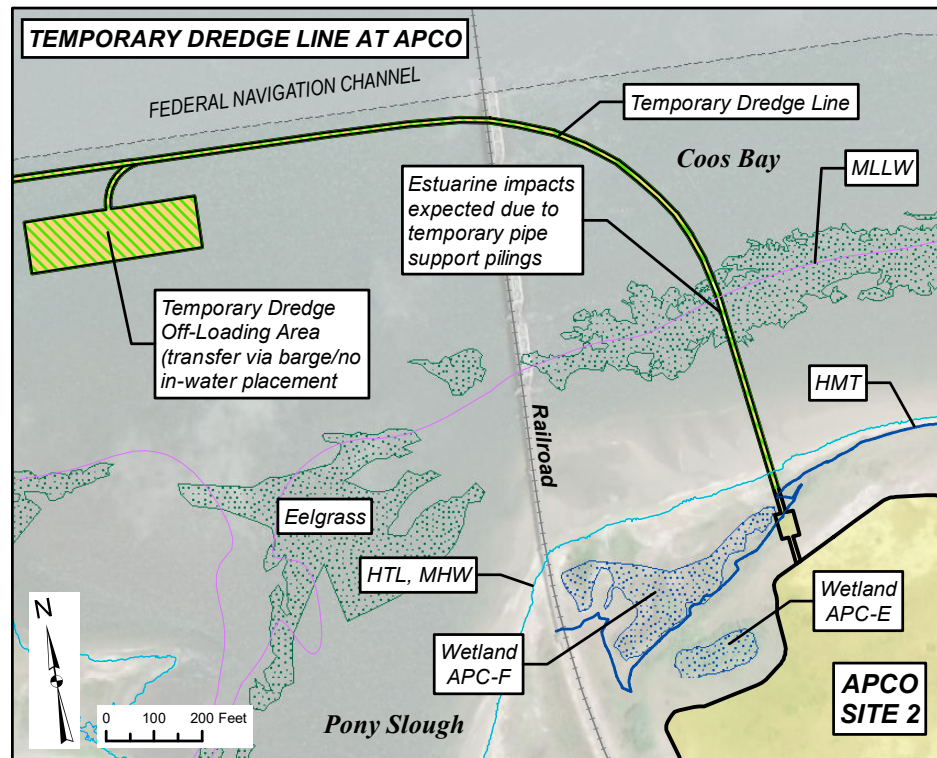 TEMPORARY DREDGE LINE AT APCO
FEDERAL NAVIGATION CHANNEL
Temporary Dredge Line
Coos Bay
MLLW
Estuarine impacts
expected due to
temporary pipe
support pilings
Temporary Dredge
Off-Loading Area
(transfer via barge/no
in-water placement
HMT
Railroad
Eelgrass
HTL, MHW
Wetland
APC-E
Wetland
APC-F
N
APCO
SITE 2
0 100 200 Feet
Pony Slough